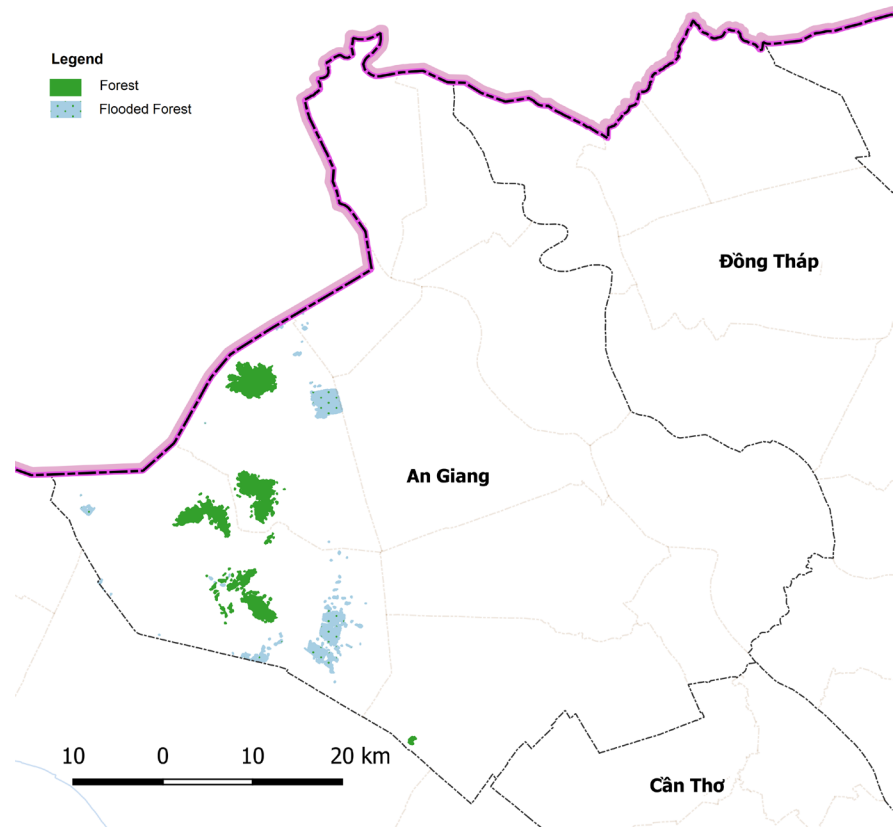 Legend
Forest
Flooded Forest
Đồng Tháp
An Giang
10 0 10 20 km
Cần Thơ